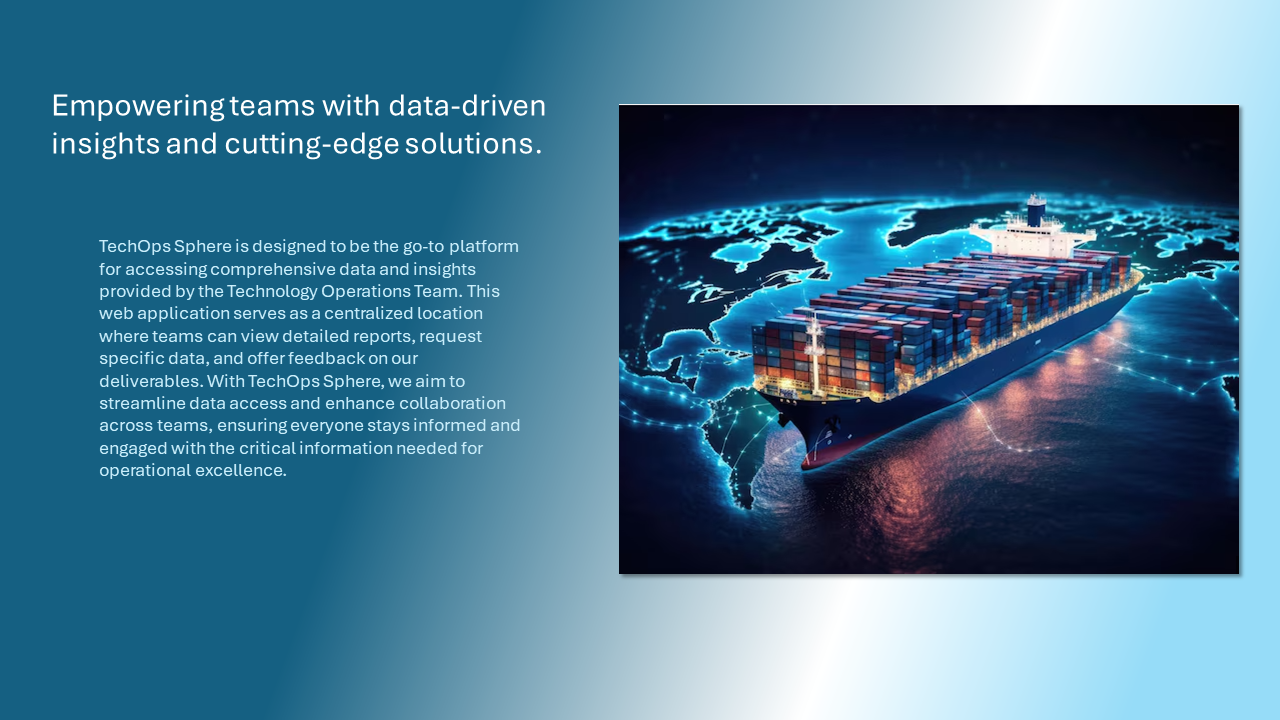 Empowering teams with data-driven
insights and cutting-edge solutions.
TechOps Sphere is designed to be the go-to platform
for accessing comprehensive data and insights
provided by the Technology Operations Team. This
web application serves as a centralized location
where teams can view detailed reports, request
specific data, and offer feedback on our
deliverables. With TechOps Sphere, we aim to
streamline data access and enhance collaboration
across teams, ensuring everyone stays informed and
engaged with the critical information needed for
operational excellence.